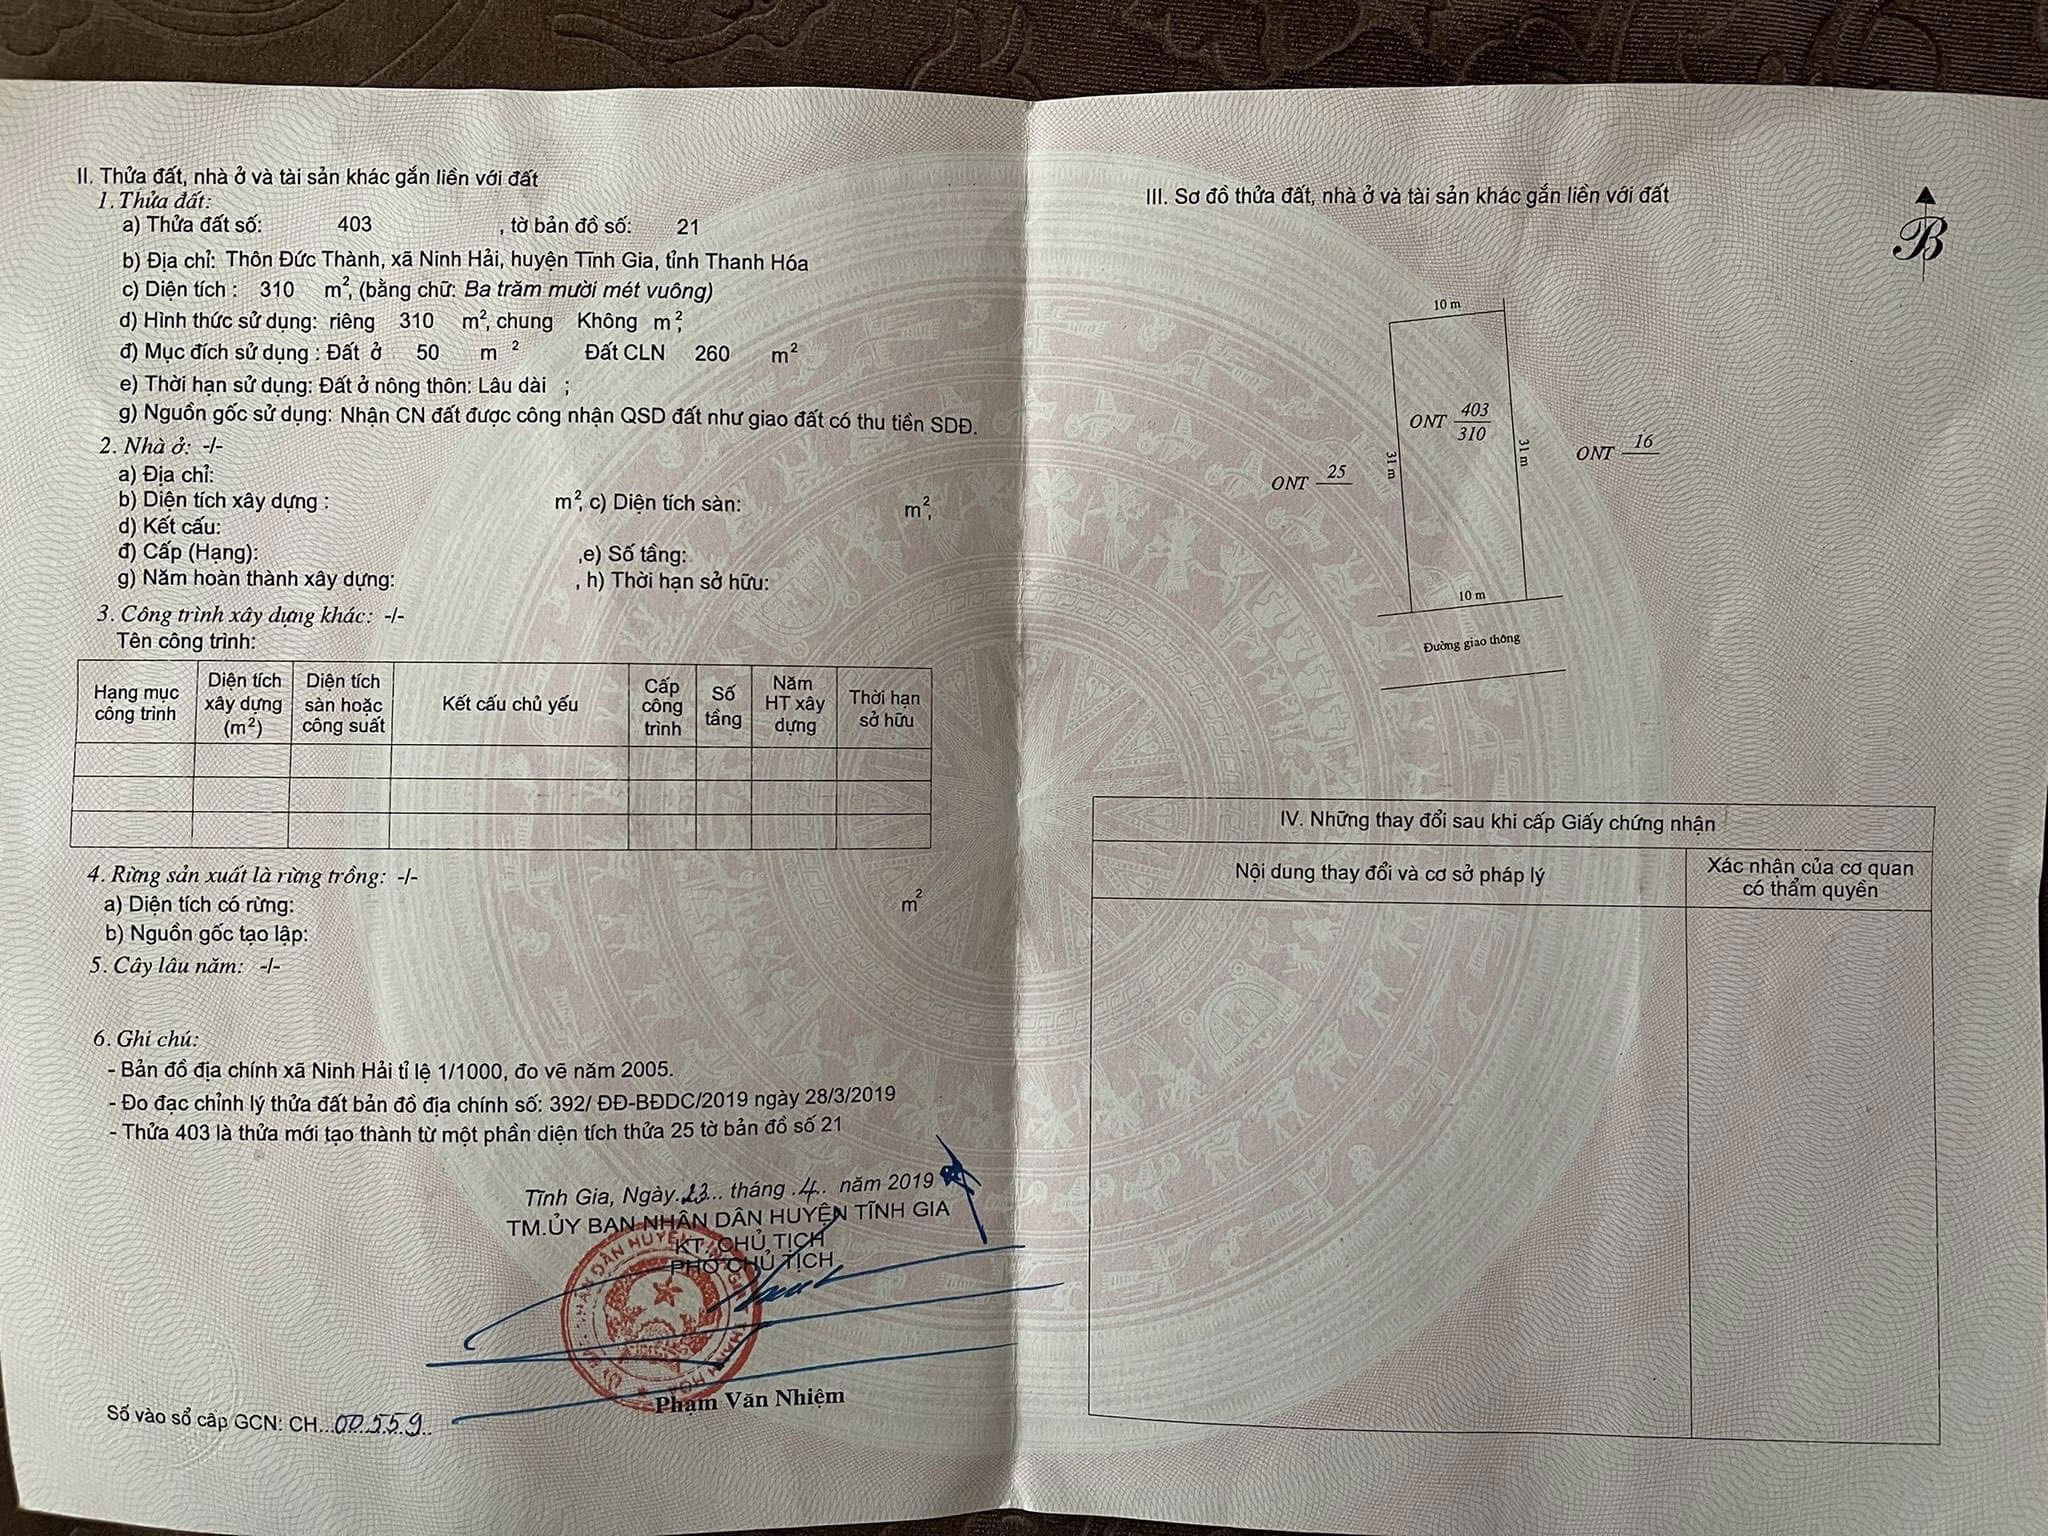 II. Thửa đất, nhà ở và tài sản khác gắn liền với đất
1. Thửa đất:
a) Thửa đất số: 403 , tờ bản đồ số: 21
b) Địa chỉ: Thôn Đức Thành, xã Ninh Hải, huyện Tĩnh Gia, tỉnh Thanh Hóa
c) Diện tích : 310 m², (bằng chữ: Ba trăm mười mét vuông)
d) Hình thức sử dụng: riêng 310 m², chung Không m²;
đ) Mục đích sử dụng : Đất ở 50 m² Đất CLN 260 m²
e) Thời hạn sử dụng: Đất ở nông thôn: Lâu dài ;
g) Nguồn gốc sử dụng: Nhận CN đất được công nhận QSD đất như giao đất có thu tiền SDĐ.
2. Nhà ở: -/-
a) Địa chỉ:
b) Diện tích xây dựng : m², c) Diện tích sàn: m²,
d) Kết cấu:
đ) Cấp (Hạng): ,e) Số tầng:
g) Năm hoàn thành xây dựng: , h) Thời hạn sở hữu:
3. Công trình xây dựng khác: -/-
Tên công trình:
Hạng mục công trình
Diện tích xây dựng (m²)
Diện tích sàn hoặc công suất
Kết cấu chủ yếu
Cấp công trình
Số tầng
Năm HT xây dựng
Thời hạn sở hữu
4. Rừng sản xuất là rừng trồng: -/-
a) Diện tích có rừng: m²
b) Nguồn gốc tạo lập:
5. Cây lâu năm: -/-
6. Ghi chú:
- Bản đồ địa chính xã Ninh Hải tỉ lệ 1/1000, đo vẽ năm 2005.
- Đo đạc chỉnh lý thửa đất bản đồ địa chính số: 392/ ĐĐ-BĐDC/2019 ngày 28/3/2019
- Thửa 403 là thửa mới tạo thành từ một phần diện tích thửa 25 tờ bản đồ số 21
Tĩnh Gia, Ngày.23... tháng .4.. năm 2019
TM.ỦY BAN NHÂN DÂN HUYỆN TĨNH GIA
KT. CHỦ TỊCH
PHÓ CHỦ TỊCH
Phạm Văn Nhiệm
Số vào sổ cấp GCN: CH...00559..
III. Sơ đồ thửa đất, nhà ở và tài sản khác gắn liền với đất
B
10 m
ONT 403
310
31 m
31 m
ONT 16
ONT 25
10 m
Đường giao thông
IV. Những thay đổi sau khi cấp Giấy chứng nhận
Nội dung thay đổi và cơ sở pháp lý
Xác nhận của cơ quan
có thẩm quyền